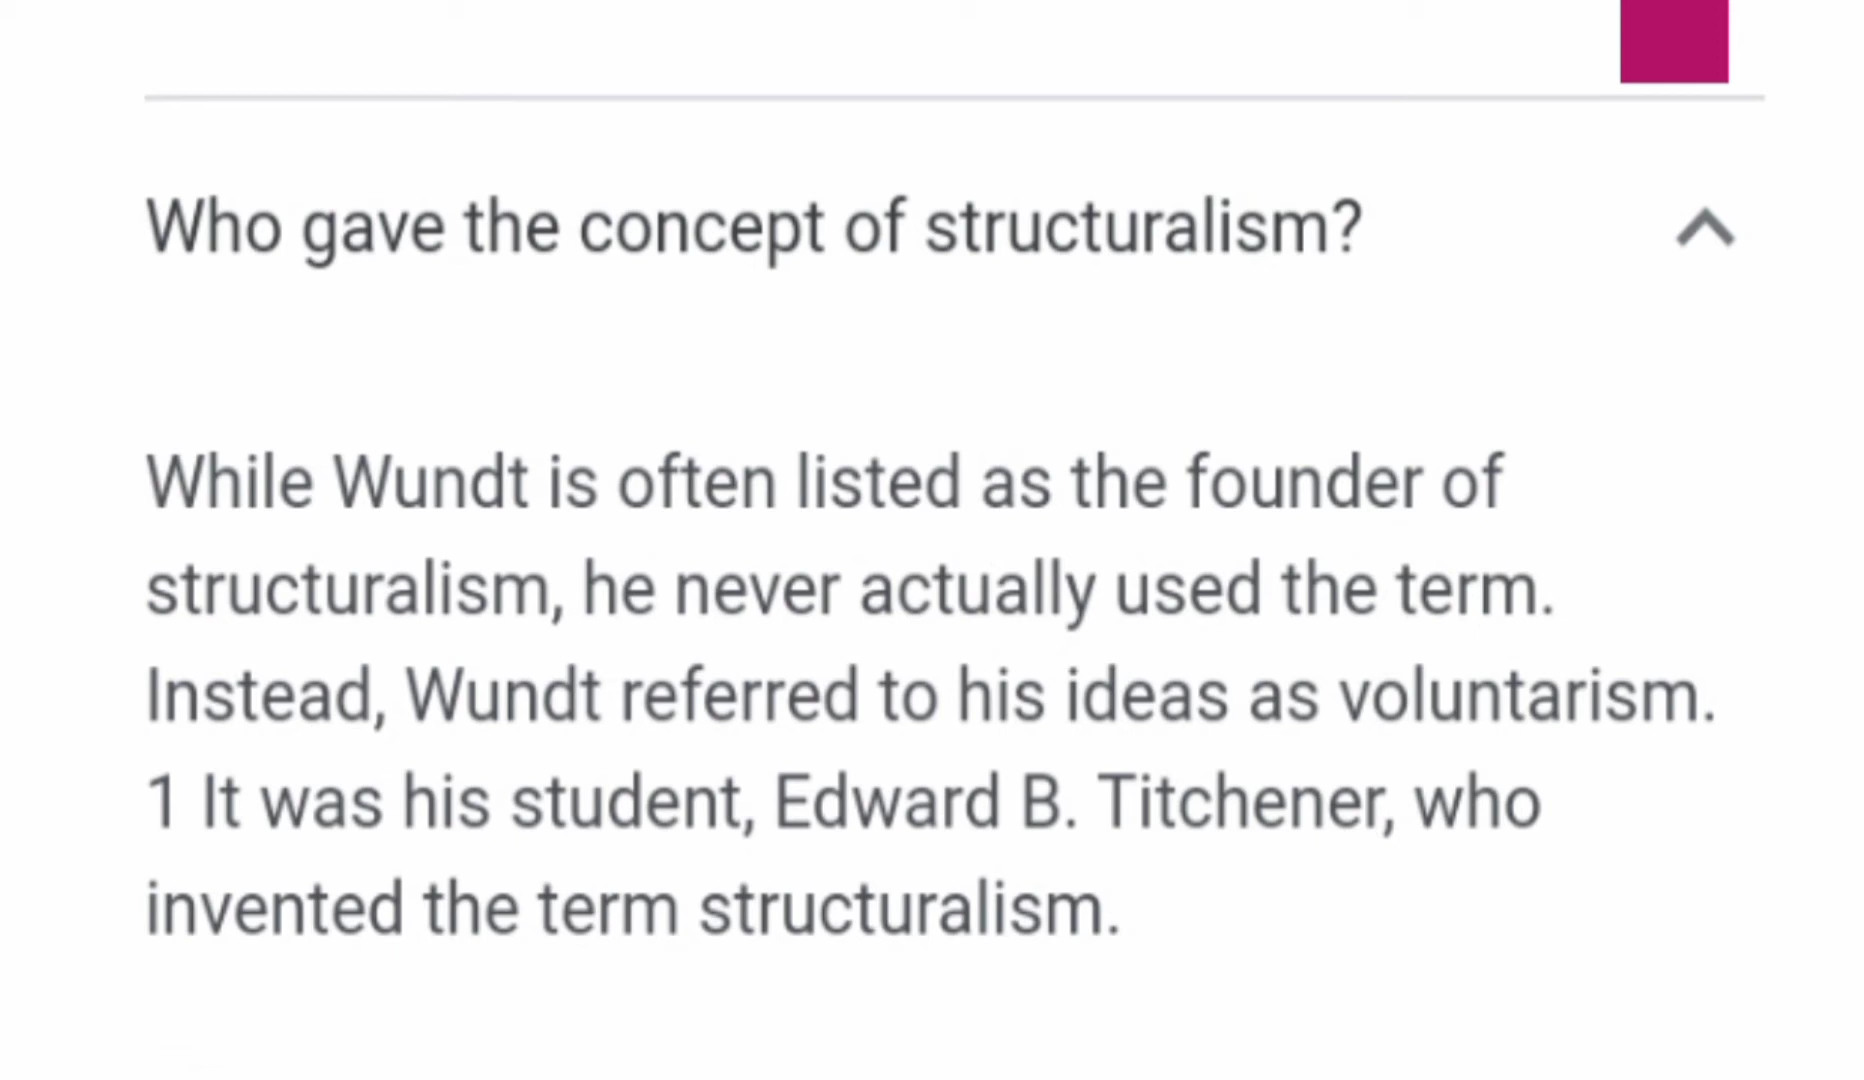 Who gave the concept of structuralism?
While Wundt is often listed as the founder of
structuralism, he never actually used the term.
Instead, Wundt referred to his ideas as voluntarism.
1 It was his student, Edward B. Titchener, who
invented the term structuralism.